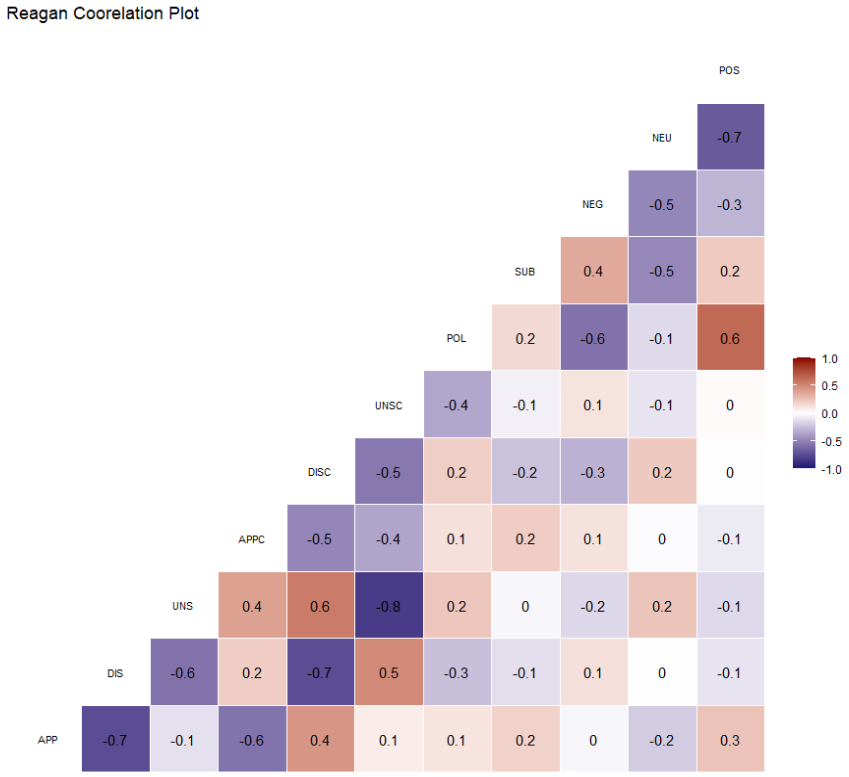 Reagan Coorelation Plot
POS
NEU -0.7
NEG -0.5 -0.3
SUB 0.4 -0.5 0.2
POL 0.2 -0.6 -0.1 0.6
UNSC -0.4 -0.1 0.1 -0.1 0
DISC -0.5 0.2 -0.2 -0.3 0.2 0
APPC -0.5 -0.4 0.1 0.2 0.1 0 -0.1
UNS 0.4 0.6 -0.8 0.2 0 -0.2 0.2 -0.1
DIS -0.6 0.2 -0.7 0.5 -0.3 -0.1 0.1 0 -0.1
APP -0.7 -0.1 -0.6 0.4 0.1 0.1 0.2 0 -0.2 0.3
1.0
0.5
0.0
-0.5
-1.0